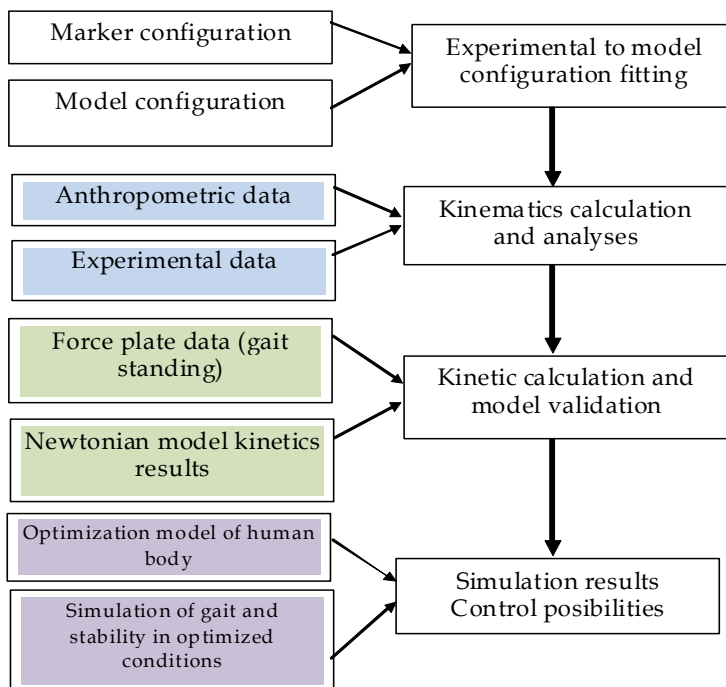 Marker configuration
Model configuration
Experimental to model
configuration fitting
Anthropometric data
Experimental data
Kinematics calculation
and analyses
Force plate data (gait
standing)
Newtonian model kinetics
results
Kinetic calculation and
model validation
Optimization model of human
body
Simulation of gait and
stability in optimized
conditions
Simulation results
Control posibilities